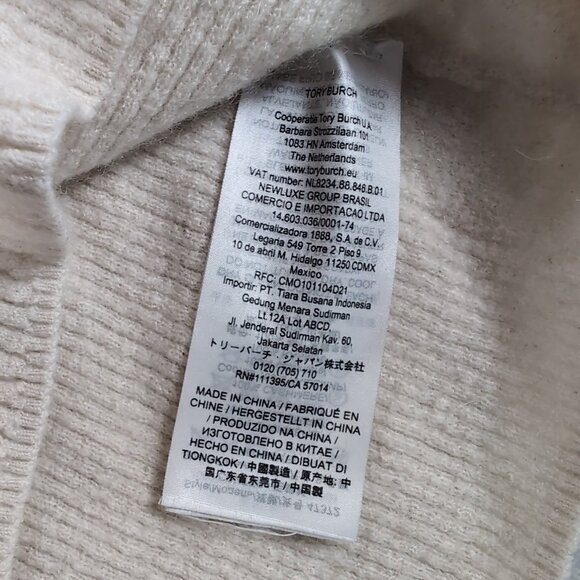 TORY BURCH
Cooperatie Tory Burch U.A
Barbara Strozzilaan 101
1083 HN Amsterdam
The Netherlands
www.toryburch.eu
VAT number: NL8234.88.848.B.01
NEWLUXE GROUP BRASIL
COMERCIO E IMPORTACAO LTDA
14.603.036/0001-74
Comercializadora 1888, S.A. de C.V.
Legaria 549 Torre 2 Piso 9
10 de abril M. Hidalgo 11250 CDMX
Mexico
RFC: CMO101104D21
Importir: PT. Tiara Busana Indonesia
Gedung Menara Sudirman
Lt.12A Lot ABCD,
Jl. Jenderal Sudirman Kav. 60,
Jakarta Selatan
トリーバーチ・ジャパン株式会社
0120 (705) 710
RN#111395/CA 57014
MADE IN CHINA / FABRIQUÉ EN
CHINE / HERGESTELLT IN CHINA
/ PRODUZIDO NA CHINA /
ИЗГОТОВЛЕНО В КИТАЕ /
HECHO EN CHINA / DIBUAT DI
TIONGKOK / 中國製造 / 原产地: 中
国广东省东莞市 / 中国製